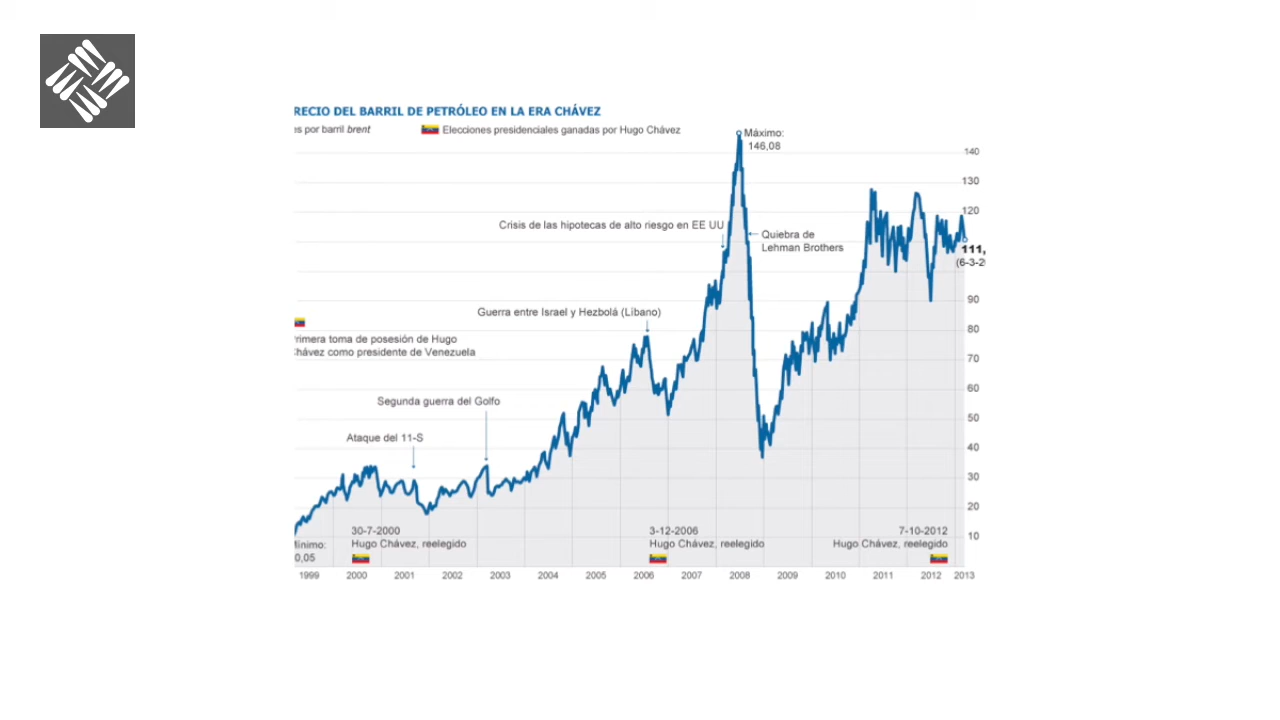 RECIO DEL BARRIL DE PETRÓLEO EN LA ERA CHÁVEZ
es por barril brent
Elecciones presidenciales ganadas por Hugo Chávez
Máximo:
146,08
140
130
120
Crisis de las hipotecas de alto riesgo en EE UU
Quiebra de
Lehman Brothers
111,
(6-3-2
90
80
70
60
50
40
30
20
10
Guerra entre Israel y Hezbolá (Líbano)
rimera toma de posesión de Hugo
hávez como presidente de Venezuela
Segunda guerra del Golfo
Ataque del 11-S
ínimo:
0,05
30-7-2000
Hugo Chávez, reelegido
3-12-2006
Hugo Chávez, reelegido
7-10-2012
Hugo Chávez, reelegido
1999 2000 2001 2002 2003 2004 2005 2006 2007 2008 2009 2010 2011 2012 2013